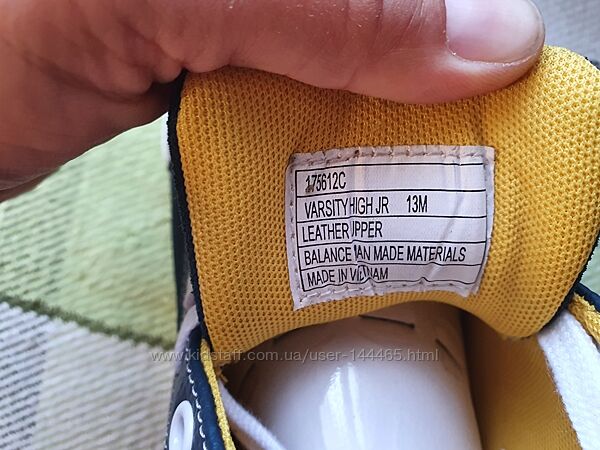 175612C
VARSITY HIGH JR 13M
LEATHER UPPER
BALANCE MAN MADE MATERIALS
MADE IN VIETNAM
www.kidstaff.com.ua/user-144465.html